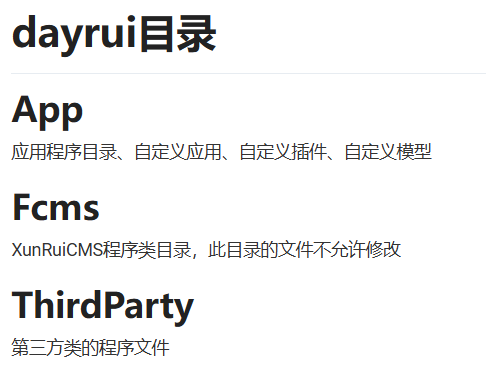 dayrui目录
App
应用程序目录、自定义应用、自定义插件、自定义模型
Fcms
XunRuiCMS程序类目录，此目录的文件不允许修改
ThirdParty
第三方类的程序文件